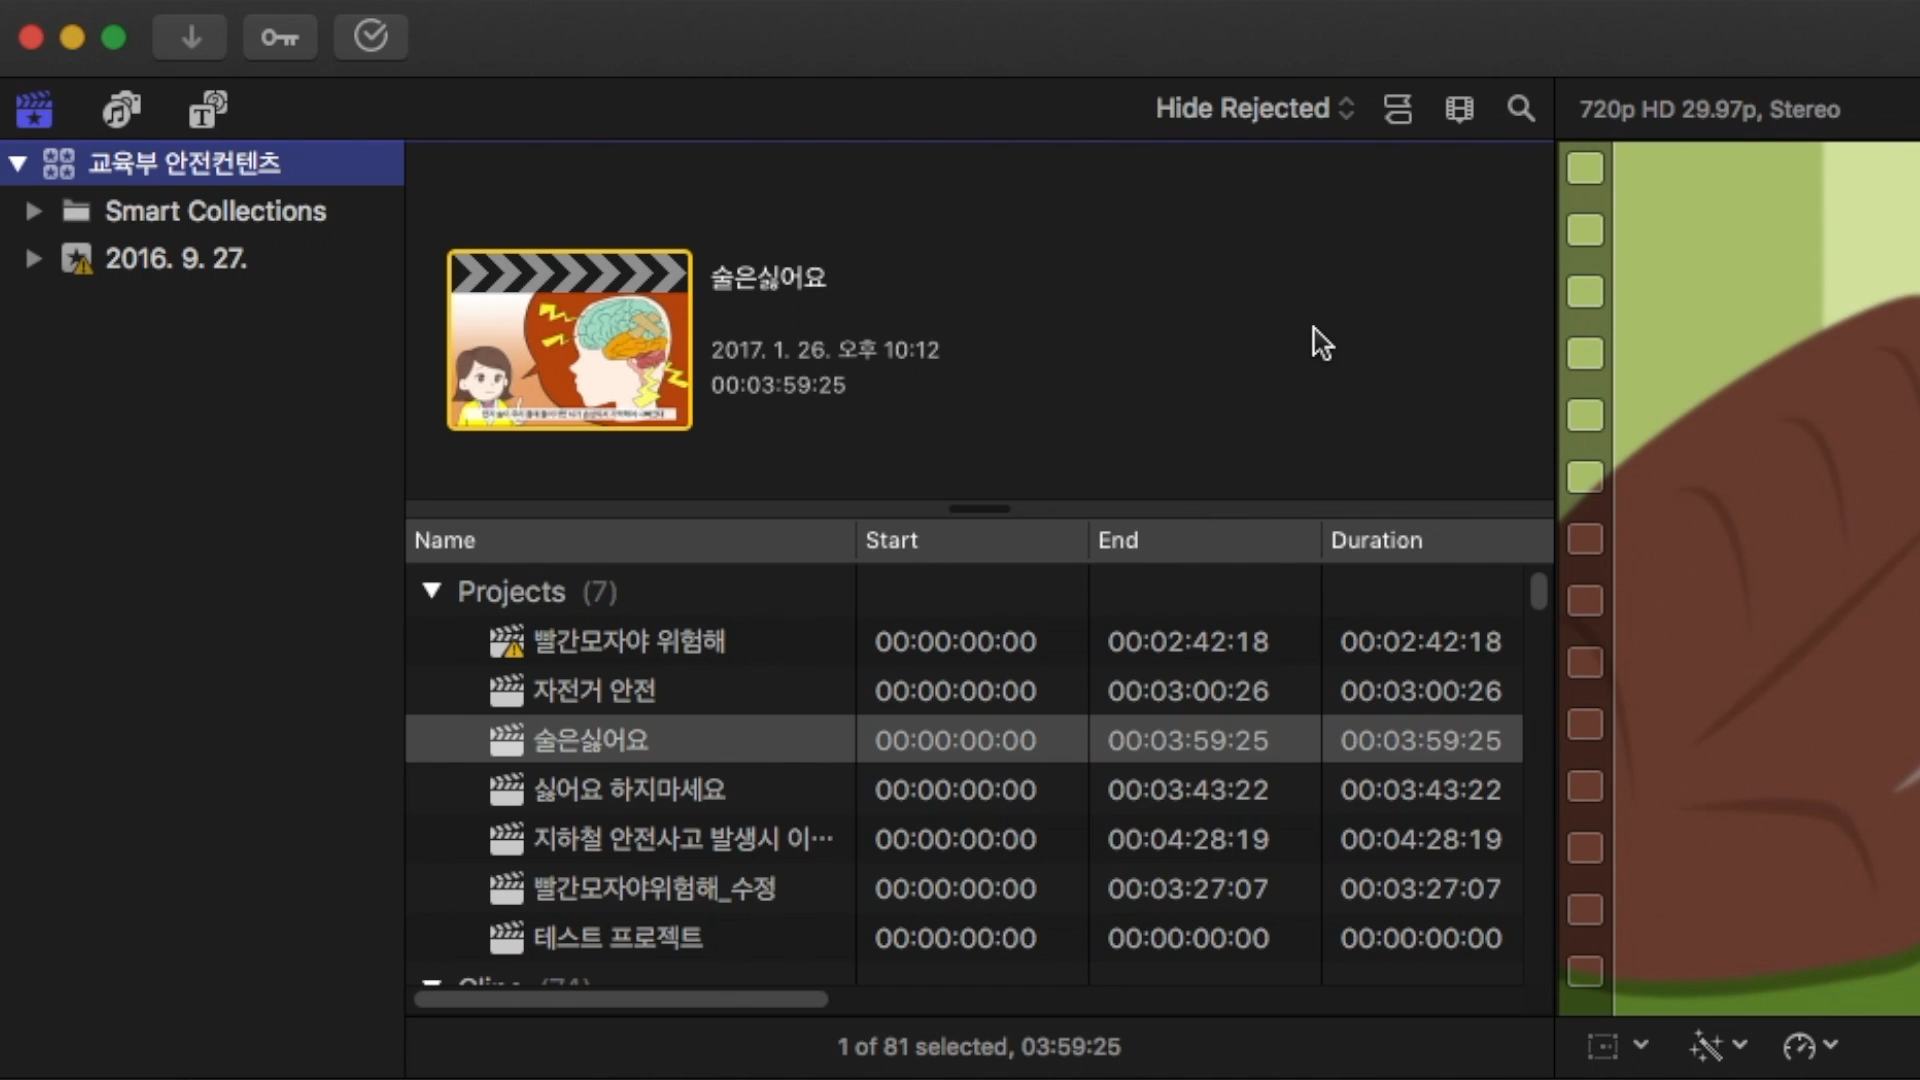 Hide Rejected
720p HD 29.97p, Stereo
교육부 안전컨텐츠
Smart Collections
2016. 9. 27.
술은싫어요
2017. 1. 26. 오후 10:12
00:03:59:25
Name Start End Duration
Projects (7)
빨간모자야 위험해 00:00:00:00 00:02:42:18 00:02:42:18
자전거 안전 00:00:00:00 00:03:00:26 00:03:00:26
술은싫어요 00:00:00:00 00:03:59:25 00:03:59:25
싫어요 하지마세요 00:00:00:00 00:03:43:22 00:03:43:22
지하철 안전사고 발생시 이… 00:00:00:00 00:04:28:19 00:04:28:19
빨간모자야위험해_수정 00:00:00:00 00:03:27:07 00:03:27:07
테스트 프로젝트 00:00:00:00 00:00:00:00 00:00:00:00
1 of 81 selected, 03:59:25